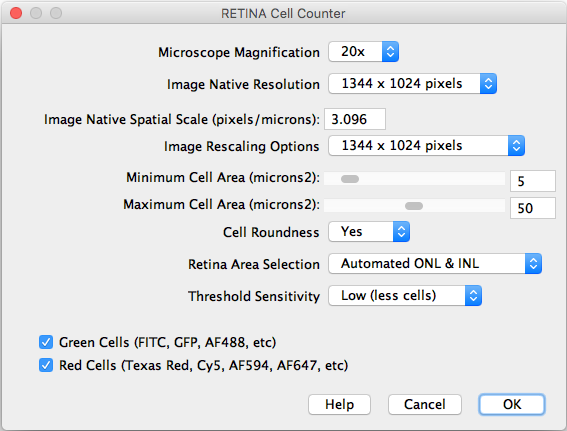 RETINA Cell Counter
Microscope Magnification 20x
Image Native Resolution 1344 x 1024 pixels
Image Native Spatial Scale (pixels/microns): 3.096
Image Rescaling Options 1344 x 1024 pixels
Minimum Cell Area (microns2): 5
Maximum Cell Area (microns2): 50
Cell Roundness Yes
Retina Area Selection Automated ONL & INL
Threshold Sensitivity Low (less cells)
Green Cells (FITC, GFP, AF488, etc)
Red Cells (Texas Red, Cy5, AF594, AF647, etc)
Help Cancel OK